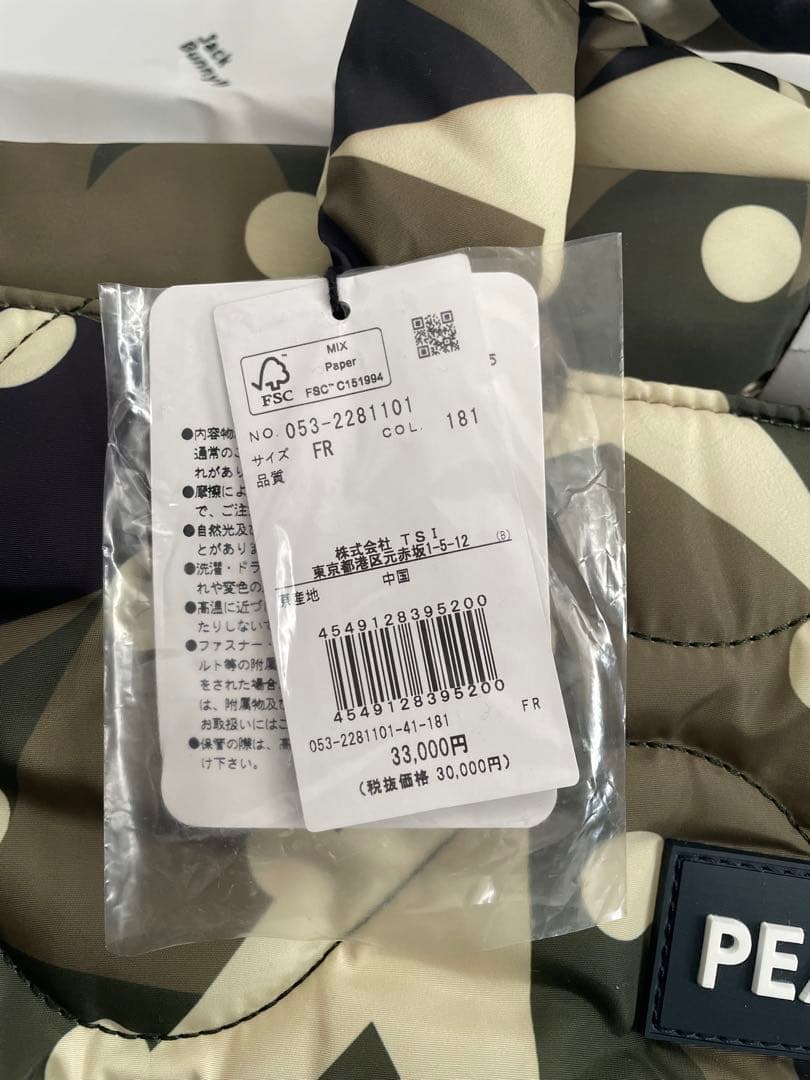 Jack
Bunny!!
MIX
Paper
FSC™ C151994
FSC
5
NO. 053-2281101
COL. 181
サイズ FR
品質
株式会社 TSI
東京都港区元赤坂1-5-12 (B)
原産地 中国
4549128395200
4549128395200
053-2281101-41-181 FR
33,000円
(税抜価格 30,000円)
●内容物
通常のご
れがあり
●摩擦によ
で、ご注
●自然光及び
とがありま
●洗濯・ドラ
れや変色の
●高温に近づ
たりしない
●ファスナー・
ルト等の附属
をされた場合
は、附属物及び
お取扱いにはご
●保管の際は、高
け下さい。
PEA